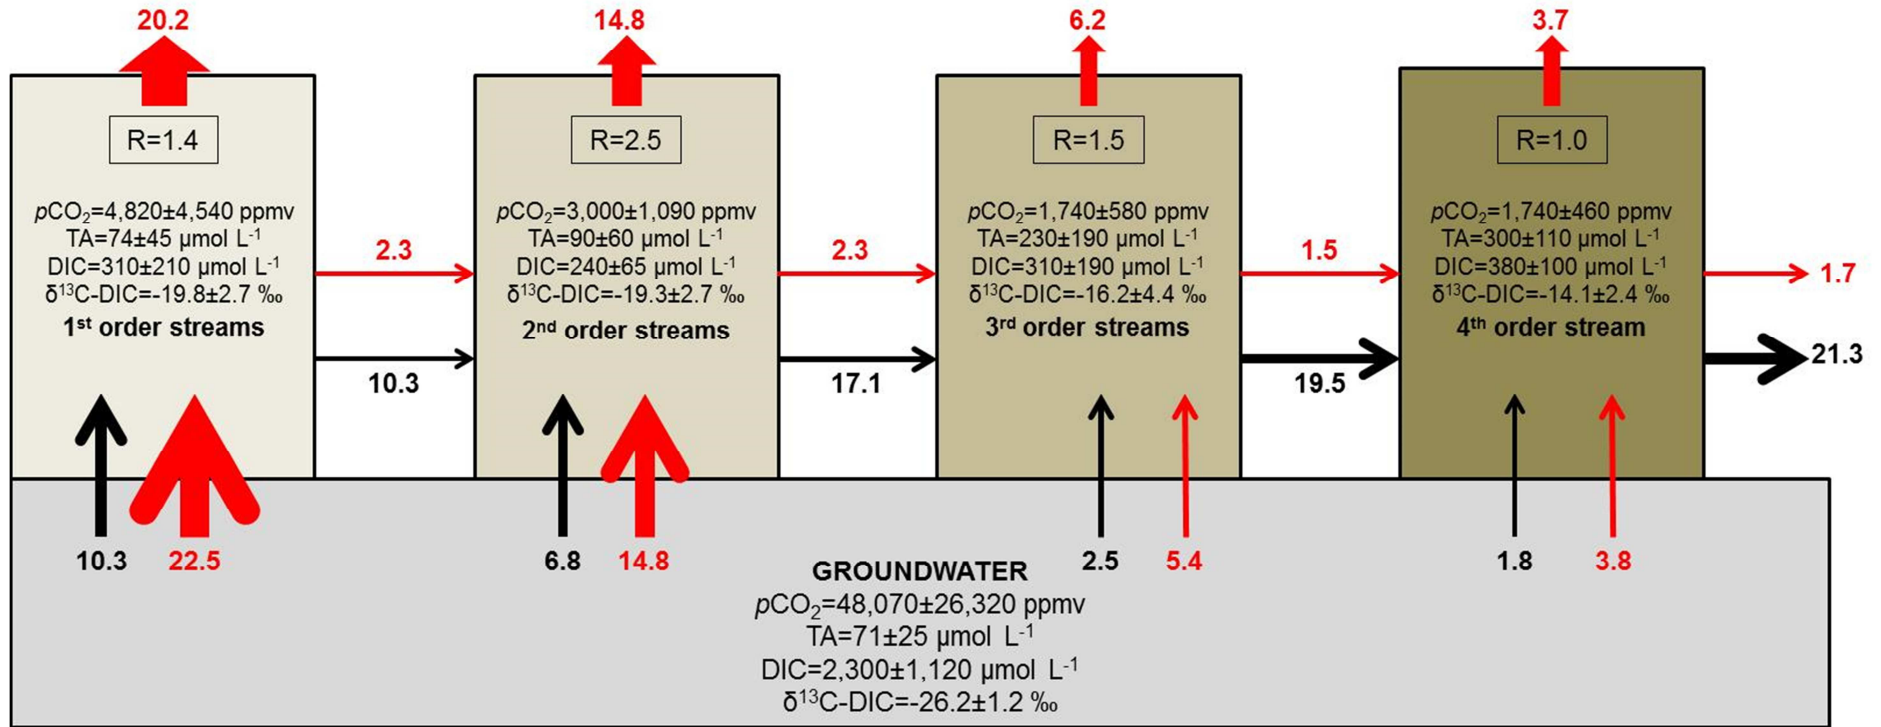 20.2
14.8
6.2
3.7
R=1.4
R=2.5
R=1.5
R=1.0
pCO₂=4,820±4,540 ppmv
TA=74±45 µmol L⁻¹
DIC=310±210 µmol L⁻¹
δ¹³C-DIC=-19.8±2.7 ‰
1ˢᵗ order streams
2.3
10.3
pCO₂=3,000±1,090 ppmv
TA=90±60 µmol L⁻¹
DIC=240±65 µmol L⁻¹
δ¹³C-DIC=-19.3±2.7 ‰
2ⁿᵈ order streams
2.3
17.1
pCO₂=1,740±580 ppmv
TA=230±190 µmol L⁻¹
DIC=310±190 µmol L⁻¹
δ¹³C-DIC=-16.2±4.4 ‰
3ʳᵈ order streams
1.5
19.5
pCO₂=1,740±460 ppmv
TA=300±110 µmol L⁻¹
DIC=380±100 µmol L⁻¹
δ¹³C-DIC=-14.1±2.4 ‰
4ᵗʰ order stream
1.7
21.3
10.3
22.5
6.8
14.8
2.5
5.4
1.8
3.8
GROUNDWATER
pCO₂=48,070±26,320 ppmv
TA=71±25 µmol L⁻¹
DIC=2,300±1,120 µmol L⁻¹
δ¹³C-DIC=-26.2±1.2 ‰